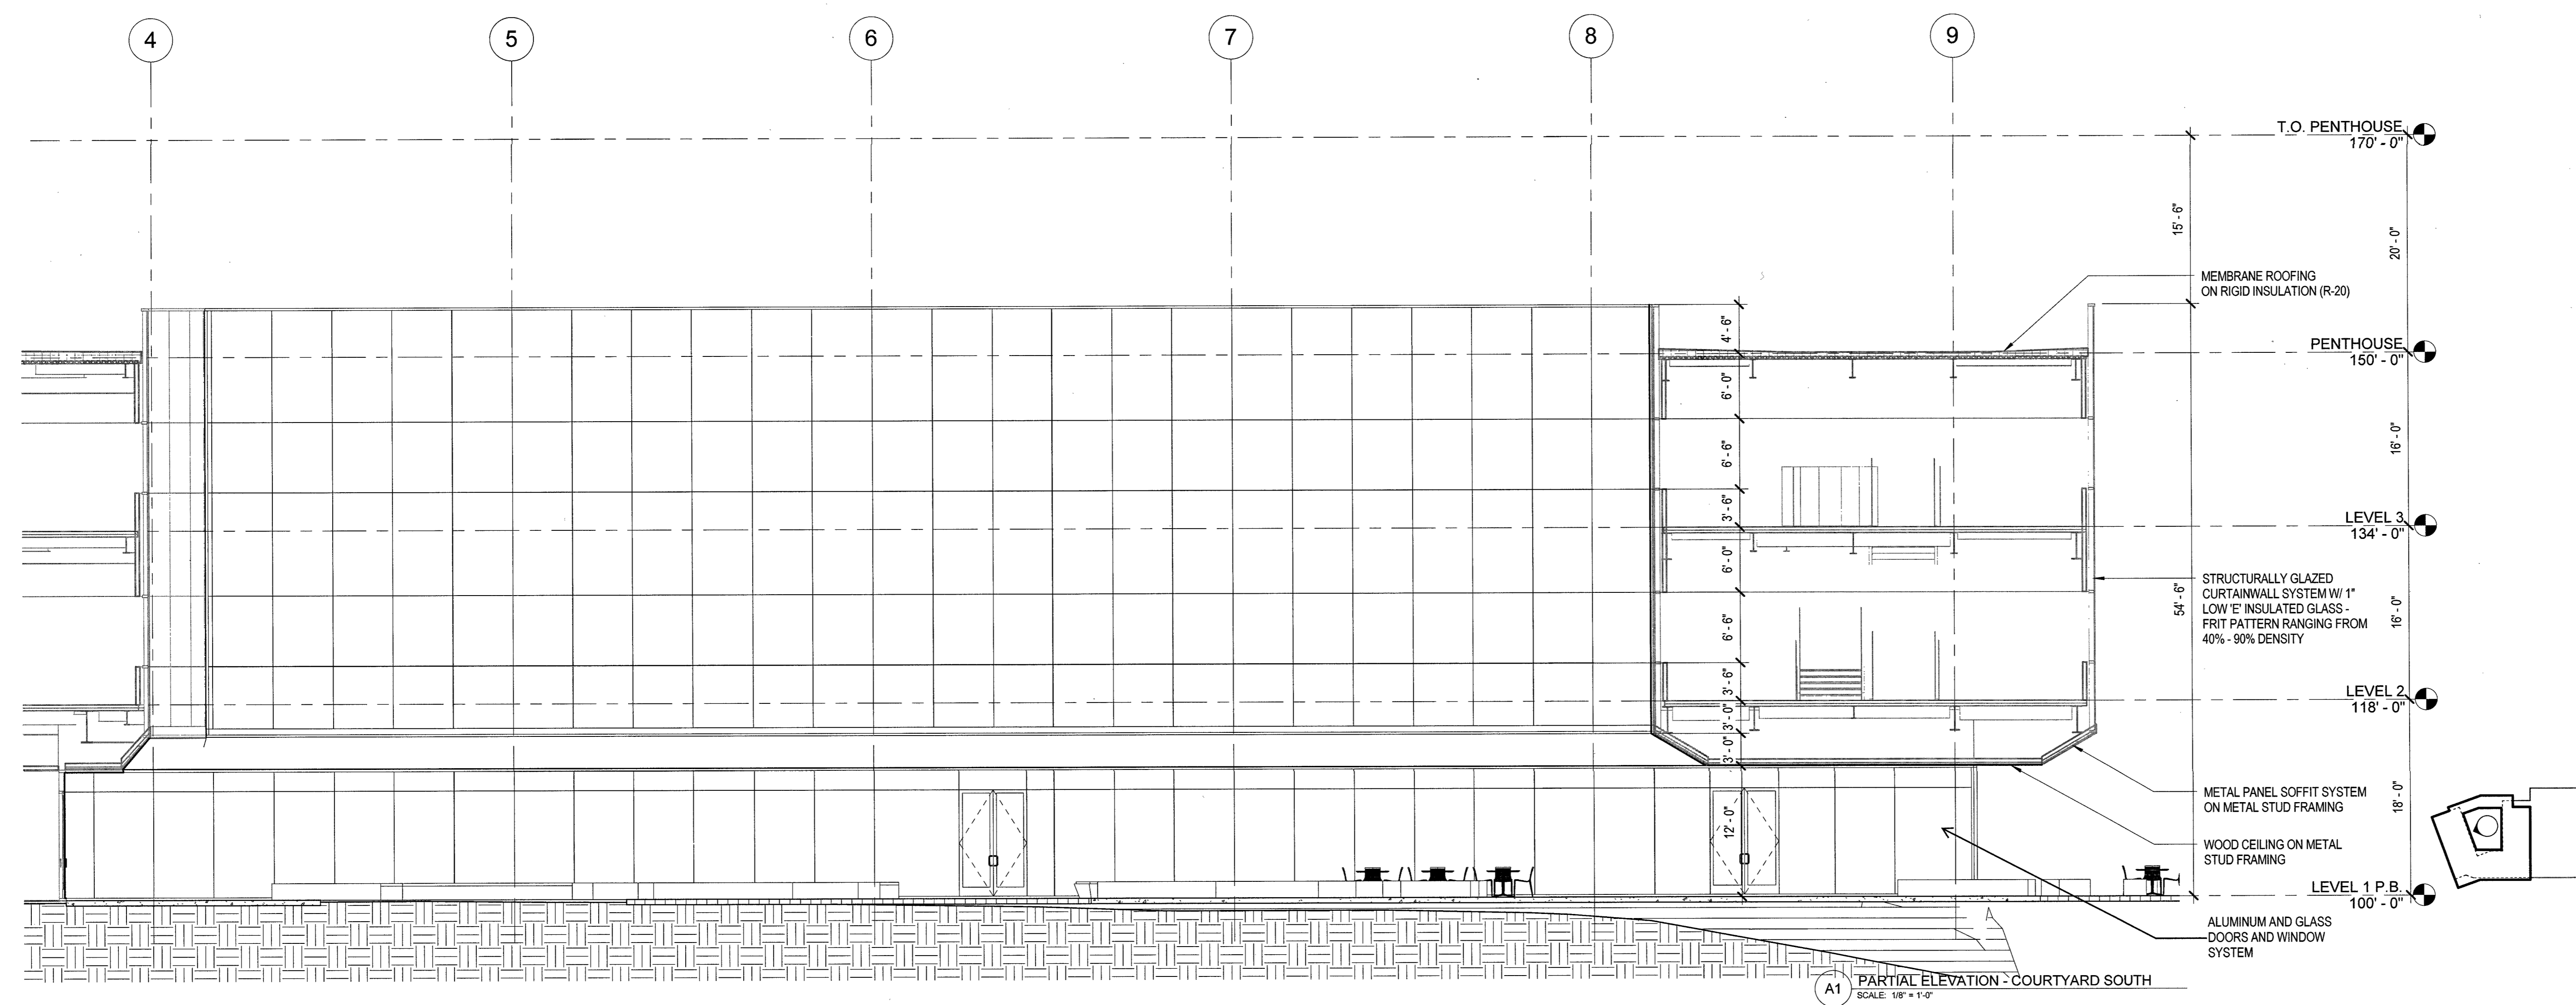 4
5
6
7
8
9
T.O. PENTHOUSE
170' - 0"
15' - 6"
20' - 0"
MEMBRANE ROOFING
ON RIGID INSULATION (R-20)
4' - 6"
PENTHOUSE
150' - 0"
6' - 0"
16' - 0"
6' - 6"
3' - 6"
LEVEL 3
134' - 0"
6' - 0"
STRUCTURALLY GLAZED
CURTAINWALL SYSTEM W/ 1"
LOW 'E' INSULATED GLASS -
FRIT PATTERN RANGING FROM
40% - 90% DENSITY
54' - 6"
16' - 0"
6' - 6"
3' - 6"
LEVEL 2
118' - 0"
3' - 0"
3' - 0"
METAL PANEL SOFFIT SYSTEM
ON METAL STUD FRAMING
18' - 0"
12' - 0"
WOOD CEILING ON METAL
STUD FRAMING
LEVEL 1 P.B.
100' - 0"
ALUMINUM AND GLASS
DOORS AND WINDOW
SYSTEM
A1
PARTIAL ELEVATION - COURTYARD SOUTH
SCALE: 1/8" = 1'-0"